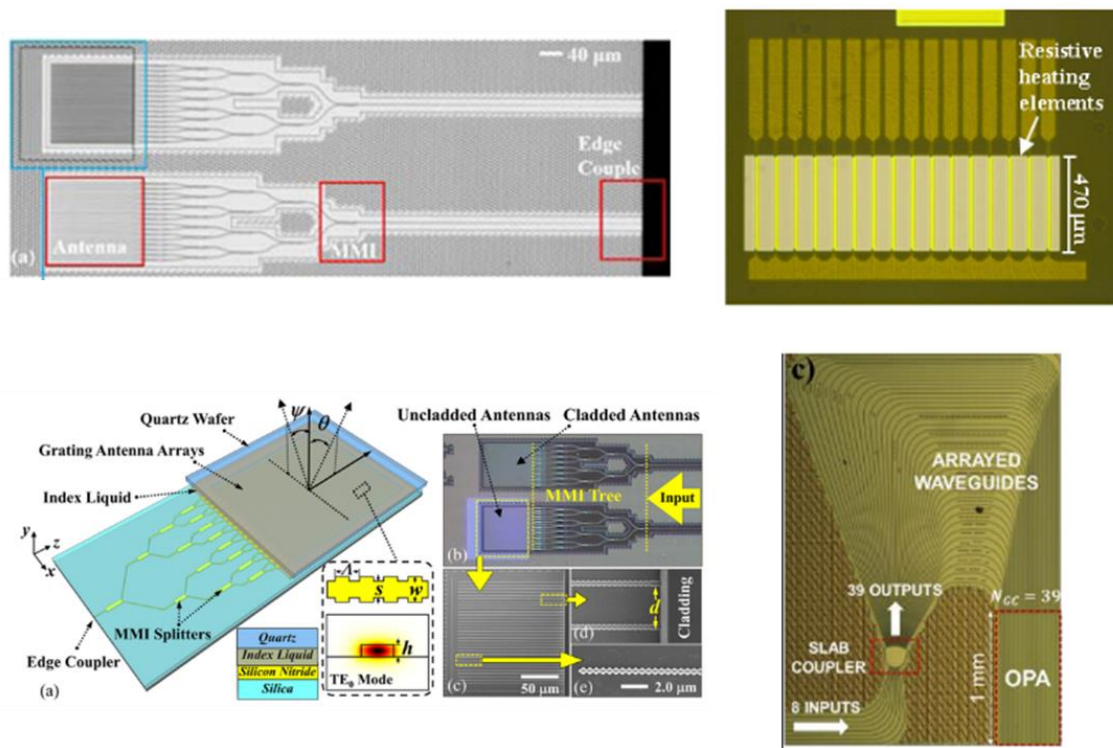 40 μm
Edge
Couple
Antenna
MMI
(a)
Resistive
heating
elements
470 μm
Quartz Wafer
Grating Antenna Arrays
Index Liquid
ψ
θ
y
z
x
MMI Splitters
Edge Coupler
(a)
Quartz
Index Liquid
Silicon Nitride
Silica
Λ
s
w
h
TE₀ Mode
Uncladded Antennas
Cladded Antennas
MMI Tree
Input
(b)
(c)
50 μm
d
(d)
Cladding
(e)
2.0 μm
c)
ARRAYED
WAVEGUIDES
39 OUTPUTS
SLAB
COUPLER
8 INPUTS
N_GC = 39
1 mm
OPA